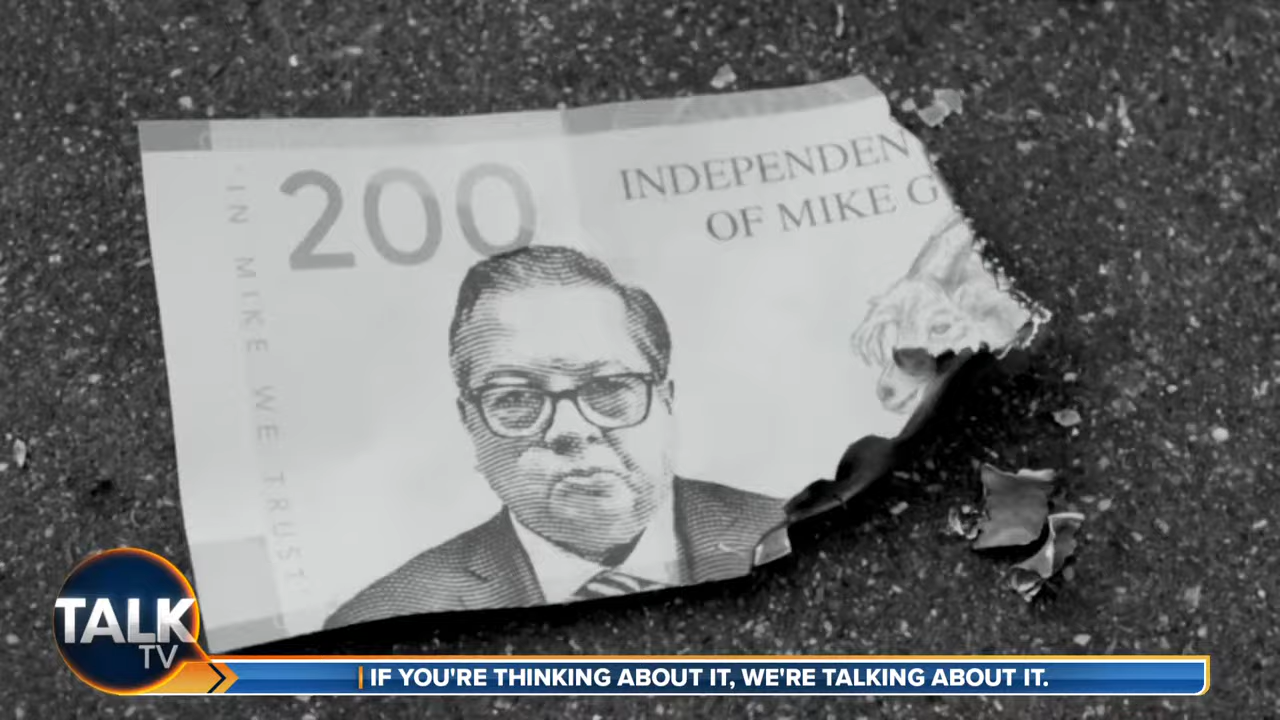 200
INDEPENDEN
OF MIKE G
IN MIKE WE TRUST
TALK
TV
IF YOU'RE THINKING ABOUT IT, WE'RE TALKING ABOUT IT.